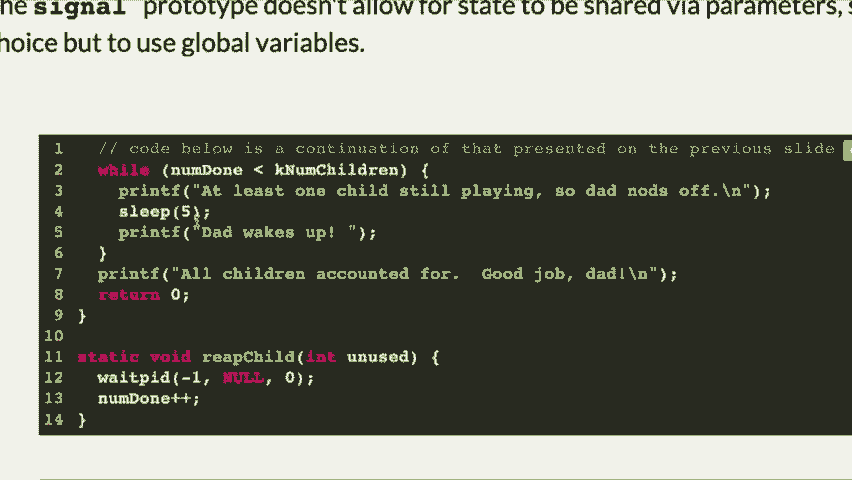 he signal prototype doesn't allow for state to be shared via parameters, s
hoice but to use global variables.
1 // code below is a continuation of that presented on the previous slide
2 while (numDone < kNumChildren) {
3 printf("At least one child still playing, so dad nods off.\n");
4 sleep(5);
5 printf("Dad wakes up! ");
6 }
7 printf("All children accounted for.  Good job, dad!\n");
8 return 0;
9 }
10
11 static void reapChild(int unused) {
12 waitpid(-1, NULL, 0);
13 numDone++;
14 }